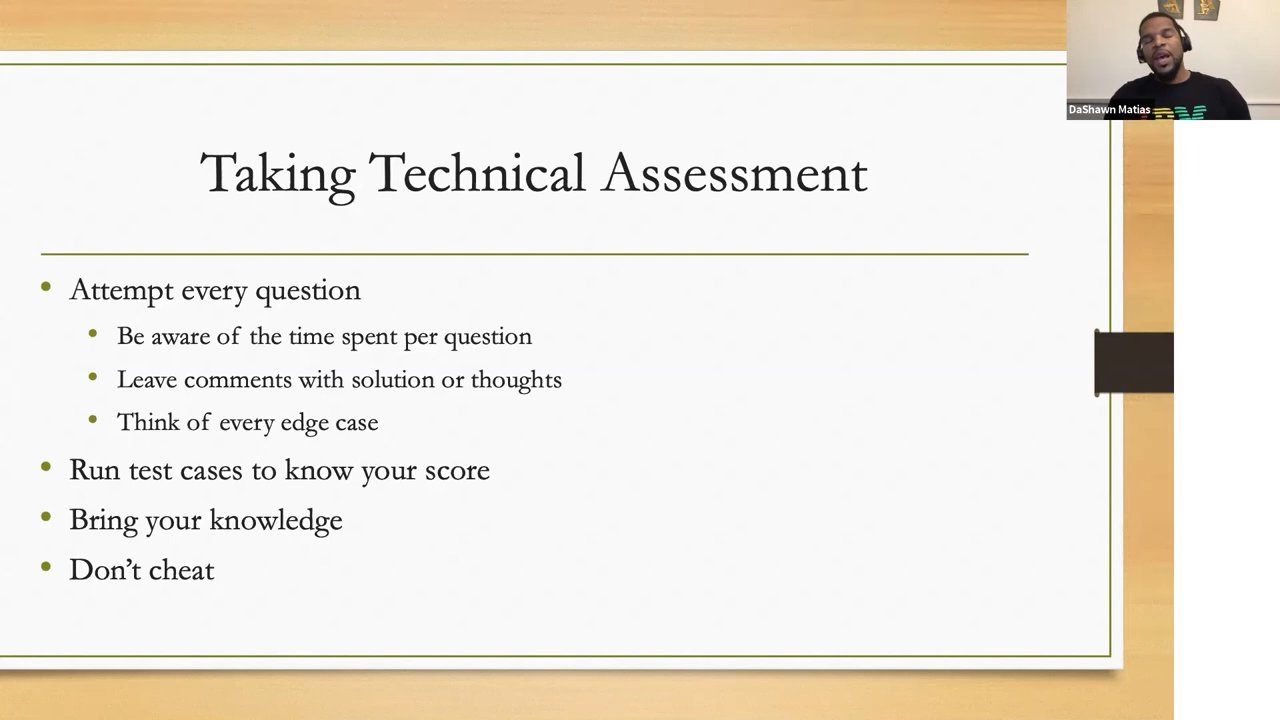 Taking Technical Assessment
Attempt every question
Be aware of the time spent per question
Leave comments with solution or thoughts
Think of every edge case
Run test cases to know your score
Bring your knowledge
Don’t cheat
DaShawn Matias